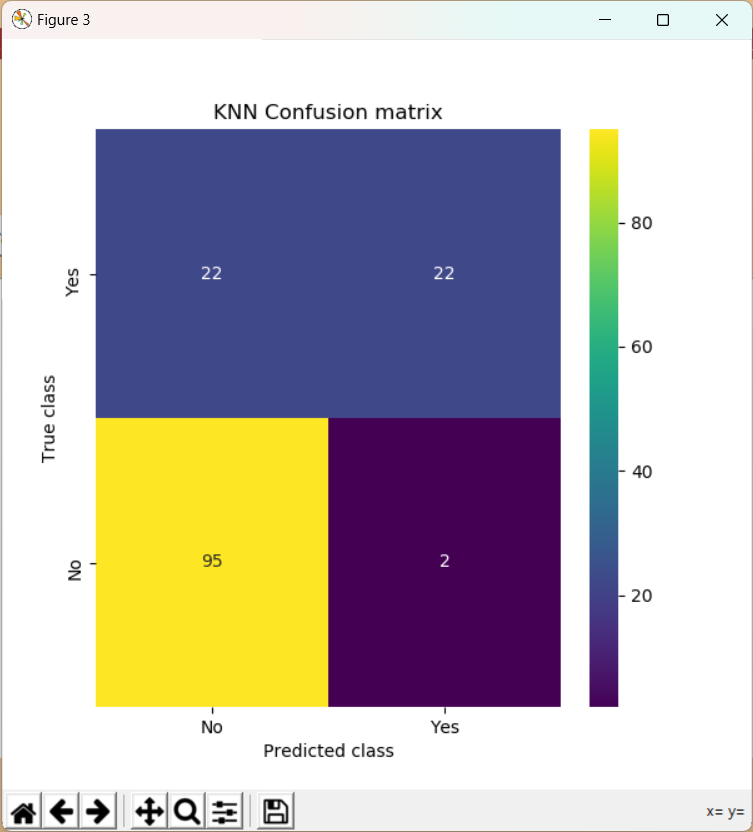 Figure 3
KNN Confusion matrix
Yes
22
22
80
60
True class
40
No
95
2
20
No
Yes
Predicted class
x= y=